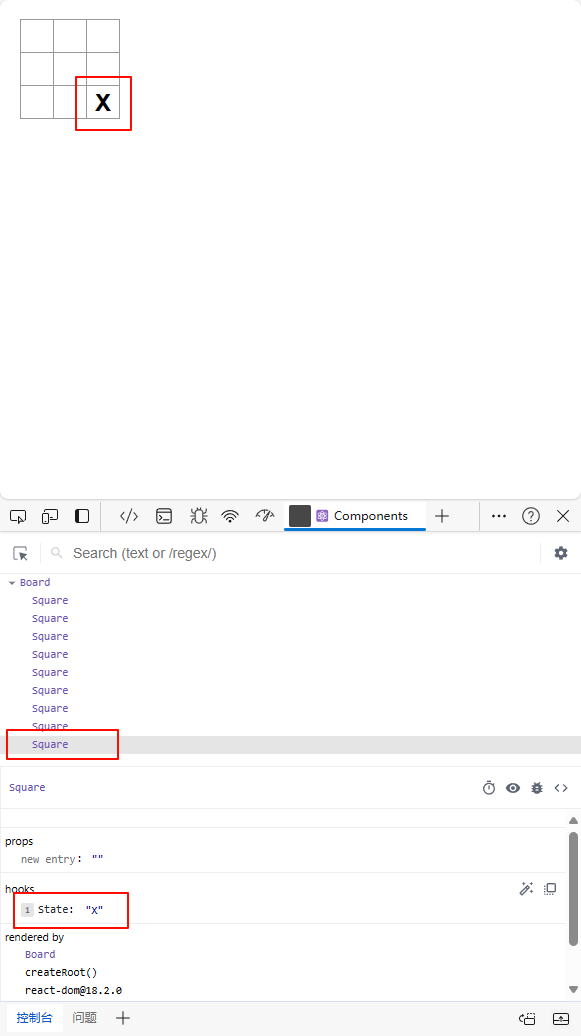 X
Components
Search (text or /regex/)
Board
Square
Square
Square
Square
Square
Square
Square
Square
Square
Square
props
new entry: ""
hooks
1 State: "X"
rendered by
Board
createRoot()
react-dom@18.2.0
控制台 问题